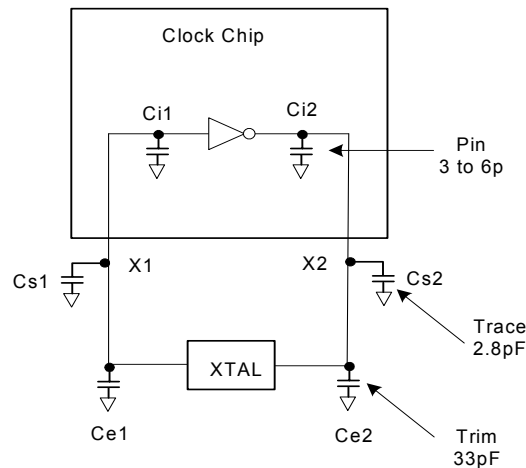 Clock Chip
Ci1
Ci2
Pin
3 to 6p
X1
X2
Cs1
Cs2
Trace
2.8pF
XTAL
Ce1
Ce2
Trim
33pF